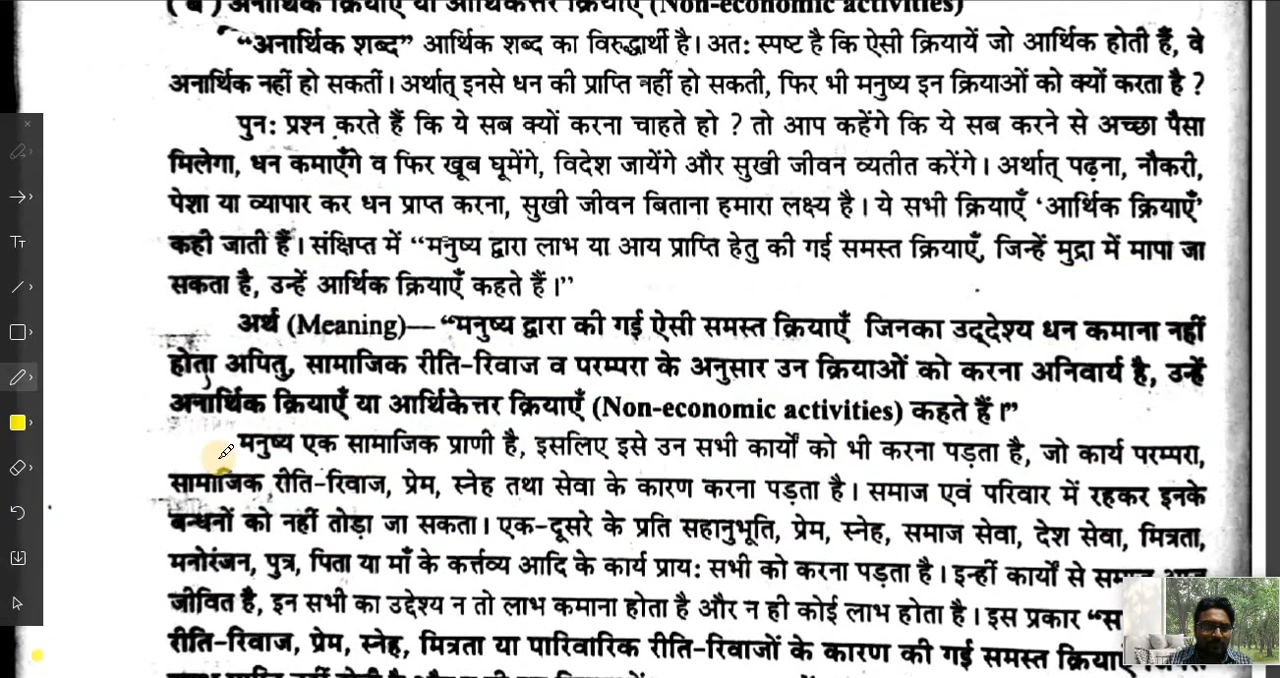 ( ब ) अनार्थिक क्रियाएँ या आर्थिकेत्तर क्रियाएँ (Non-economic activities)
“अनार्थिक शब्द” आर्थिक शब्द का विरुद्धार्थी है। अत: स्पष्ट है कि ऐसी क्रियायें जो आर्थिक होती हैं, वे
अनार्थिक नहीं हो सकतीं। अर्थात् इनसे धन की प्राप्ति नहीं हो सकती, फिर भी मनुष्य इन क्रियाओं को क्यों करता है ?
पुन: प्रश्न करते हैं कि ये सब क्यों करना चाहते हो ? तो आप कहेंगे कि ये सब करने से अच्छा पैसा
मिलेगा, धन कमाएँगे व फिर खूब घूमेंगे, विदेश जायेंगे और सुखी जीवन व्यतीत करेंगे। अर्थात् पढ़ना, नौकरी,
पेशा या व्यापार कर धन प्राप्त करना, सुखी जीवन बिताना हमारा लक्ष्य है। ये सभी क्रियाएँ ‘आर्थिक क्रियाएँ’
कही जाती हैं। संक्षिप्त में “मनुष्य द्वारा लाभ या आय प्राप्ति हेतु की गई समस्त क्रियाएँ, जिन्हें मुद्रा में मापा जा
सकता है, उन्हें आर्थिक क्रियाएँ कहते हैं।”
अर्थ (Meaning)—“मनुष्य द्वारा की गई ऐसी समस्त क्रियाएँ जिनका उद्देश्य धन कमाना नहीं
होता अपितु, सामाजिक रीति-रिवाज व परम्परा के अनुसार उन क्रियाओं को करना अनिवार्य है, उन्हें
अनार्थिक क्रियाएँ या आर्थिकेत्तर क्रियाएँ (Non-economic activities) कहते हैं।”
मनुष्य एक सामाजिक प्राणी है, इसलिए इसे उन सभी कार्यों को भी करना पड़ता है, जो कार्य परम्परा,
सामाजिक रीति-रिवाज, प्रेम, स्नेह तथा सेवा के कारण करना पड़ता है। समाज एवं परिवार में रहकर इनके
बन्धनों को नहीं तोड़ा जा सकता। एक-दूसरे के प्रति सहानुभूति, प्रेम, स्नेह, समाज सेवा, देश सेवा, मित्रता,
मनोरंजन, पुत्र, पिता या माँ के कर्त्तव्य आदि के कार्य प्राय: सभी को करना पड़ता है। इन्हीं कार्यों से
जीवित है, इन सभी का उद्देश्य न तो लाभ कमाना होता है और न ही कोई लाभ होता है। इस प्रकार
रीति-रिवाज, प्रेम, स्नेह, मित्रता या पारिवारिक रीति-रिवाजों के कारण की गई समस्त